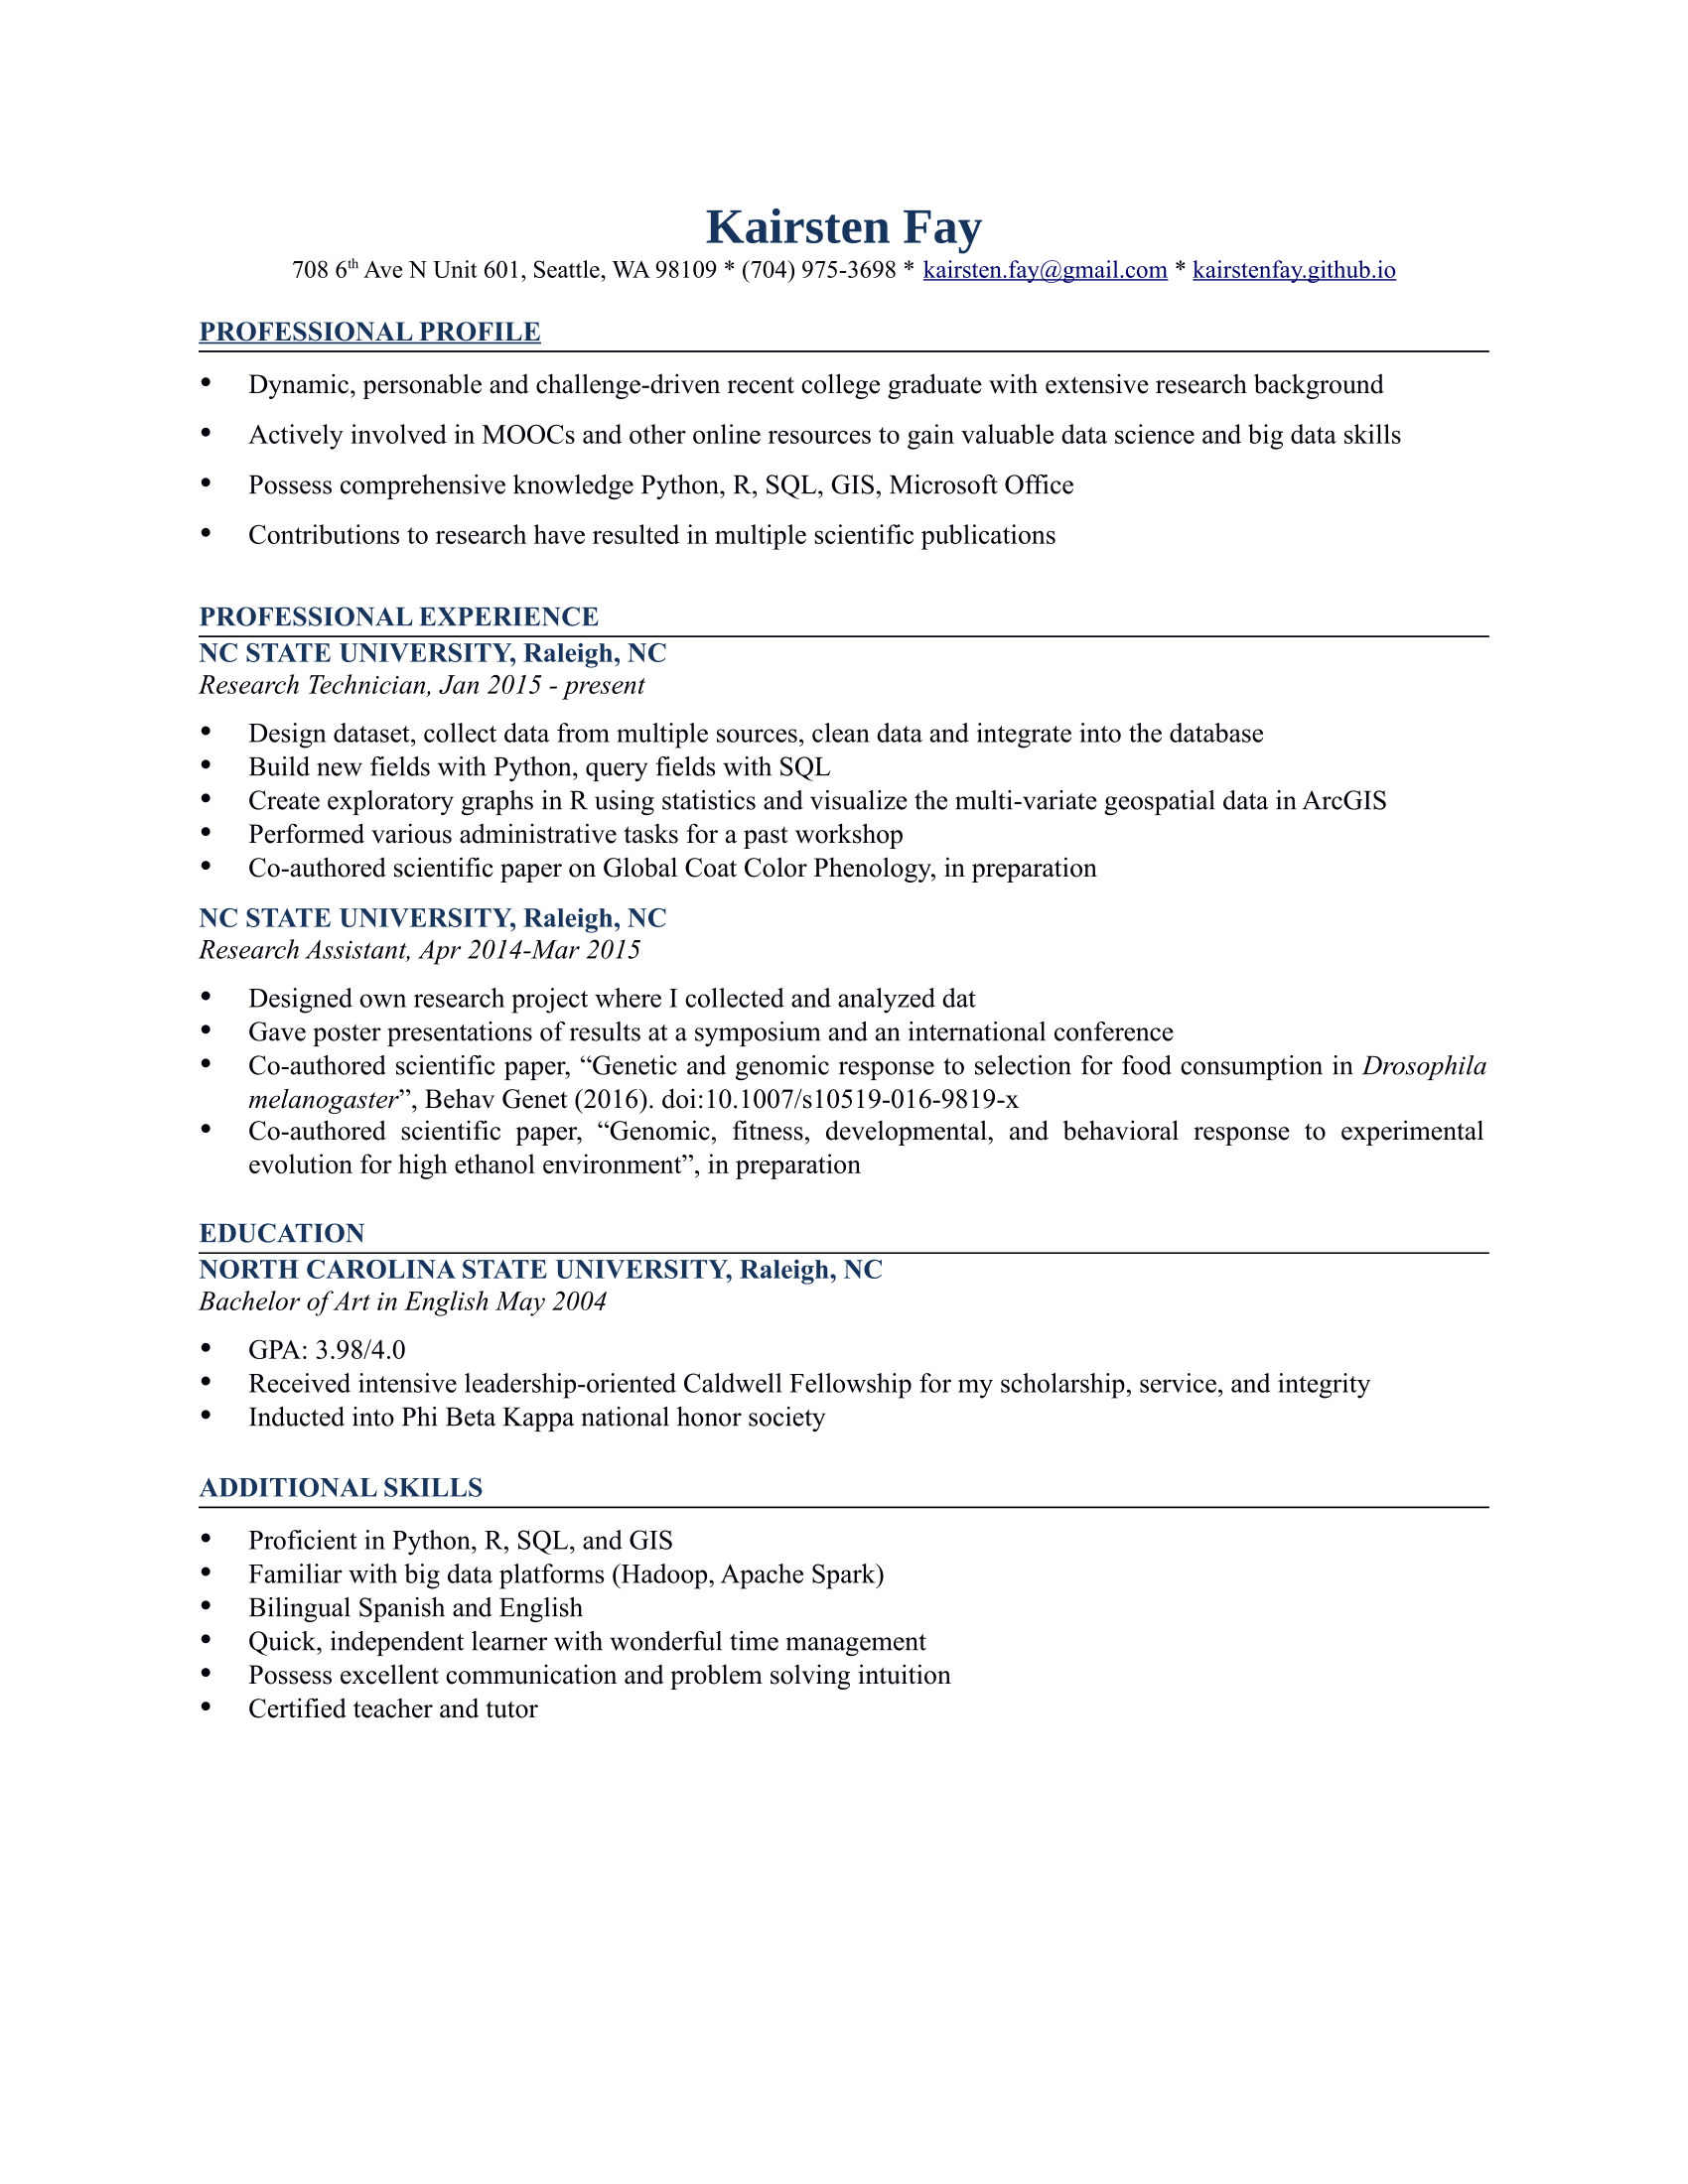 Kairsten Fay
708 6th Ave N Unit 601, Seattle, WA 98109 * (704) 975-3698 * kairsten.fay@gmail.com * kairstenfay.github.io
PROFESSIONAL PROFILE
• Dynamic, personable and challenge-driven recent college graduate with extensive research background
• Actively involved in MOOCs and other online resources to gain valuable data science and big data skills
• Possess comprehensive knowledge Python, R, SQL, GIS, Microsoft Office
• Contributions to research have resulted in multiple scientific publications
PROFESSIONAL EXPERIENCE
NC STATE UNIVERSITY, Raleigh, NC
Research Technician, Jan 2015 - present
• Design dataset, collect data from multiple sources, clean data and integrate into the database
• Build new fields with Python, query fields with SQL
• Create exploratory graphs in R using statistics and visualize the multi-variate geospatial data in ArcGIS
• Performed various administrative tasks for a past workshop
• Co-authored scientific paper on Global Coat Color Phenology, in preparation
NC STATE UNIVERSITY, Raleigh, NC
Research Assistant, Apr 2014-Mar 2015
• Designed own research project where I collected and analyzed dat
• Gave poster presentations of results at a symposium and an international conference
• Co-authored scientific paper, “Genetic and genomic response to selection for food consumption in Drosophila
melanogaster”, Behav Genet (2016). doi:10.1007/s10519-016-9819-x
• Co-authored scientific paper, “Genomic, fitness, developmental, and behavioral response to experimental
evolution for high ethanol environment”, in preparation
EDUCATION
NORTH CAROLINA STATE UNIVERSITY, Raleigh, NC
Bachelor of Art in English May 2004
• GPA: 3.98/4.0
• Received intensive leadership-oriented Caldwell Fellowship for my scholarship, service, and integrity
• Inducted into Phi Beta Kappa national honor society
ADDITIONAL SKILLS
• Proficient in Python, R, SQL, and GIS
• Familiar with big data platforms (Hadoop, Apache Spark)
• Bilingual Spanish and English
• Quick, independent learner with wonderful time management
• Possess excellent communication and problem solving intuition
• Certified teacher and tutor